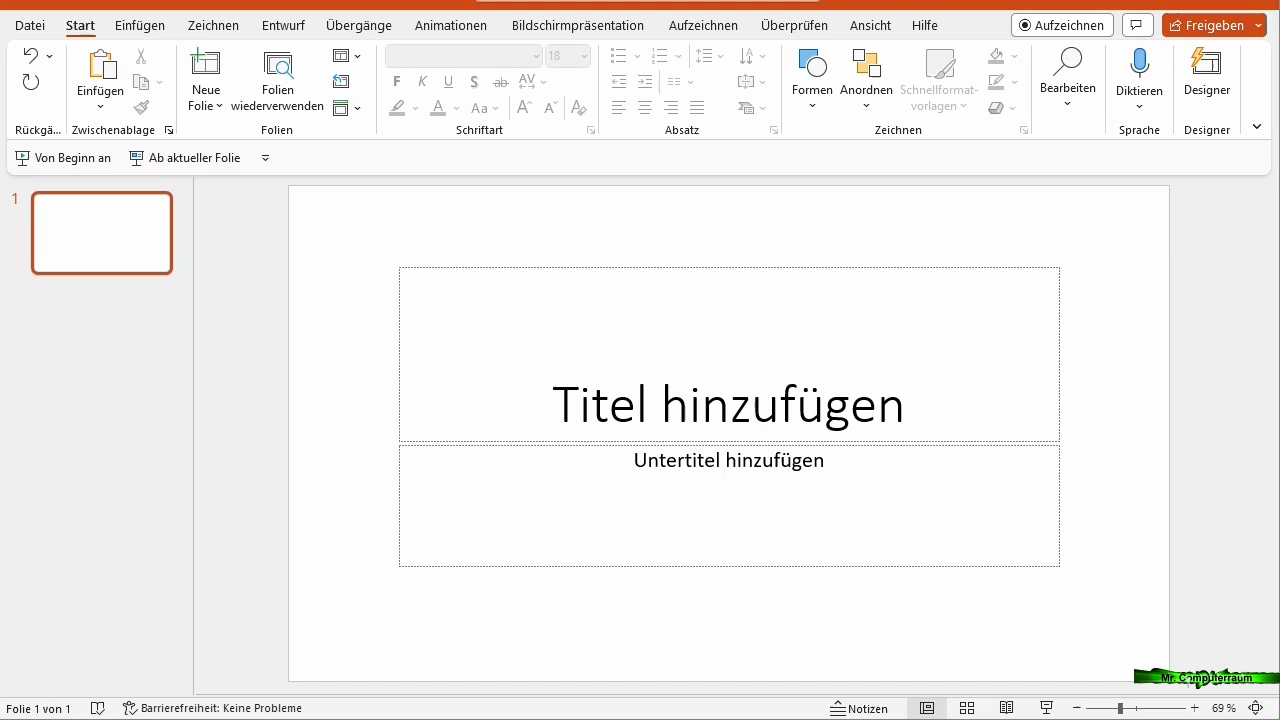 Datei Start Einfügen Zeichnen Entwurf Übergänge Animationen Bildschirmpräsentation Aufzeichnen Überprüfen Ansicht Hilfe Aufzeichnen Freigeben
18
Einfügen Neue Folie Folien wiederverwenden F K U S ab AV Aa A A Formen Anordnen Schnellformat-vorlagen Bearbeiten Diktieren Designer
Rückgä... Zwischenablage Folien Schriftart Absatz Zeichnen Sprache Designer
Von Beginn an Ab aktueller Folie
1
Titel hinzufügen
Untertitel hinzufügen
Mr. Computerraum
Folie 1 von 1 Barrierefreiheit: Keine Probleme Notizen 69 %